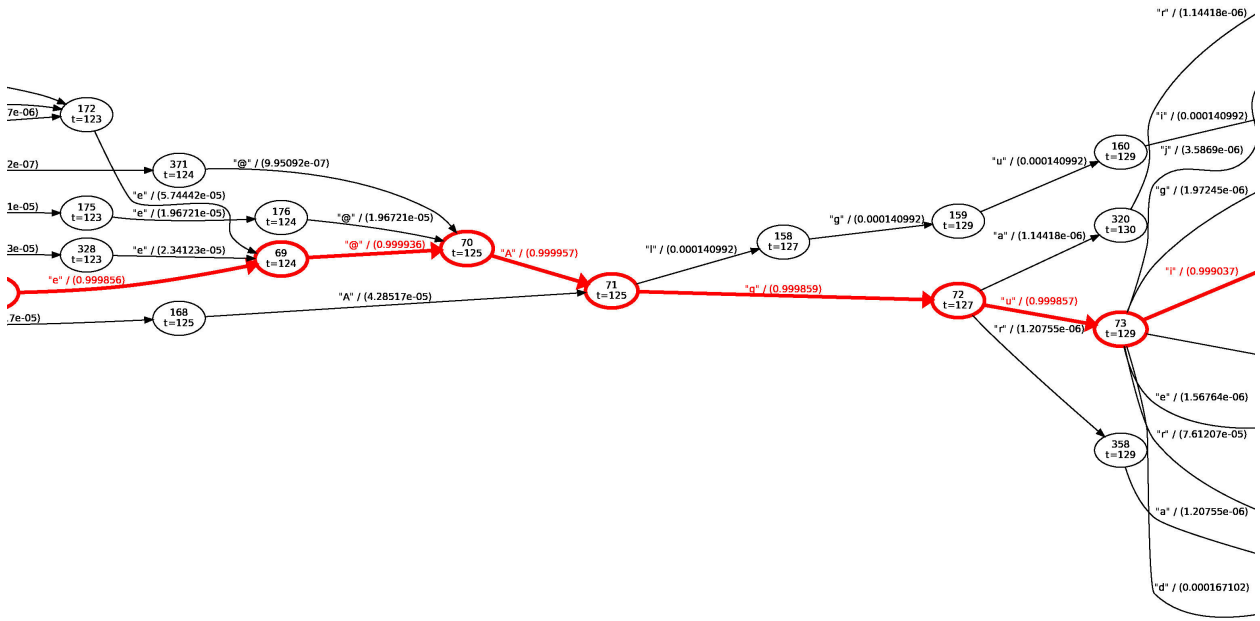 "r" / (1.14418e-06)
172
t=123
7e-06)
"i" / (0.000140992)
160
t=129
"j" / (3.5869e-06)
2e-07)
371
t=124
"@" / (9.95092e-07)
"u" / (0.000140992)
"e" / (5.74442e-05)
"g" / (1.97245e-06)
1e-05)
175
t=123
"e" / (1.96721e-05)
176
t=124
"@" / (1.96721e-05)
"g" / (0.000140992)
159
t=129
320
t=130
"a" / (1.14418e-06)
3e-05)
328
t=123
"e" / (2.34123e-05)
69
t=124
"@" / (0.999936)
70
t=125
"A" / (0.999957)
"l" / (0.000140992)
158
t=127
"i" / (0.999037)
"e" / (0.999856)
"A" / (4.28517e-05)
71
t=125
"g" / (0.999859)
72
t=127
"u" / (0.999857)
.7e-05)
168
t=125
"r" / (1.20755e-06)
73
t=129
"e" / (1.56764e-06)
"r" / (7.61207e-05)
358
t=129
"a" / (1.20755e-06)
"d" / (0.000167102)